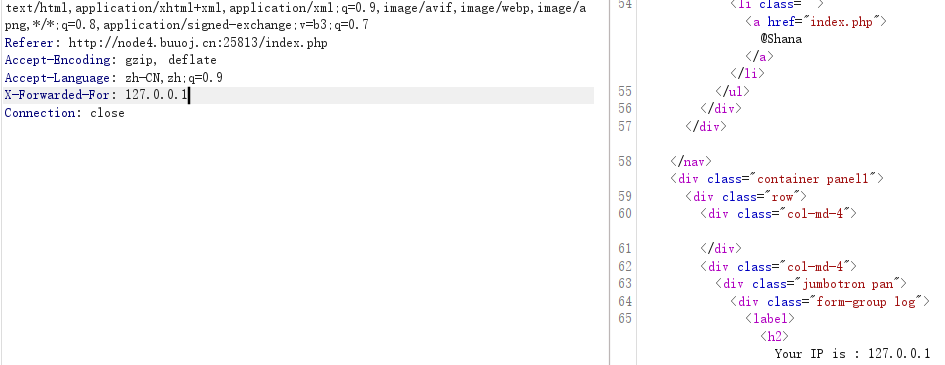 text/html,application/xhtml+xml,application/xml;q=0.9,image/avif,image/webp,image/a
png,*/*;q=0.8,application/signed-exchange;v=b3;q=0.7
Referer: http://node4.buuoj.cn:25813/index.php
Accept-Encoding: gzip, deflate
Accept-Language: zh-CN,zh;q=0.9
X-Forwarded-For: 127.0.0.1
Connection: close
54 <li class=" ">
<a href="index.php">
@Shana
</a>
</li>
55 </ul>
56 </div>
57 </div>
58 </nav>
<div class="container panel1">
59 <div class="row">
60 <div class="col-md-4">
61 </div>
62 <div class="col-md-4">
63 <div class="jumbotron pan">
64 <div class="form-group log">
65 <label>
<h2>
Your IP is : 127.0.0.1